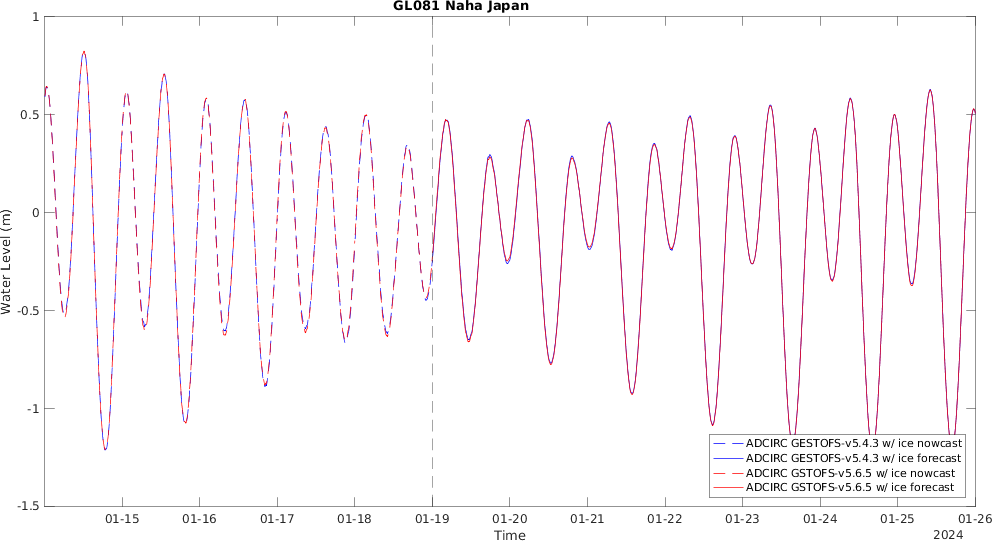 GL081 Naha Japan
1
0.5
0
-0.5
-1
-1.5
Water Level (m)
ADCIRC GESTOFS-v5.4.3 w/ ice nowcast
ADCIRC GESTOFS-v5.4.3 w/ ice forecast
ADCIRC GSTOFS-v5.6.5 w/ ice nowcast
ADCIRC GSTOFS-v5.6.5 w/ ice forecast
01-15 01-16 01-17 01-18 01-19 01-20 01-21 01-22 01-23 01-24 01-25 01-26
Time
2024